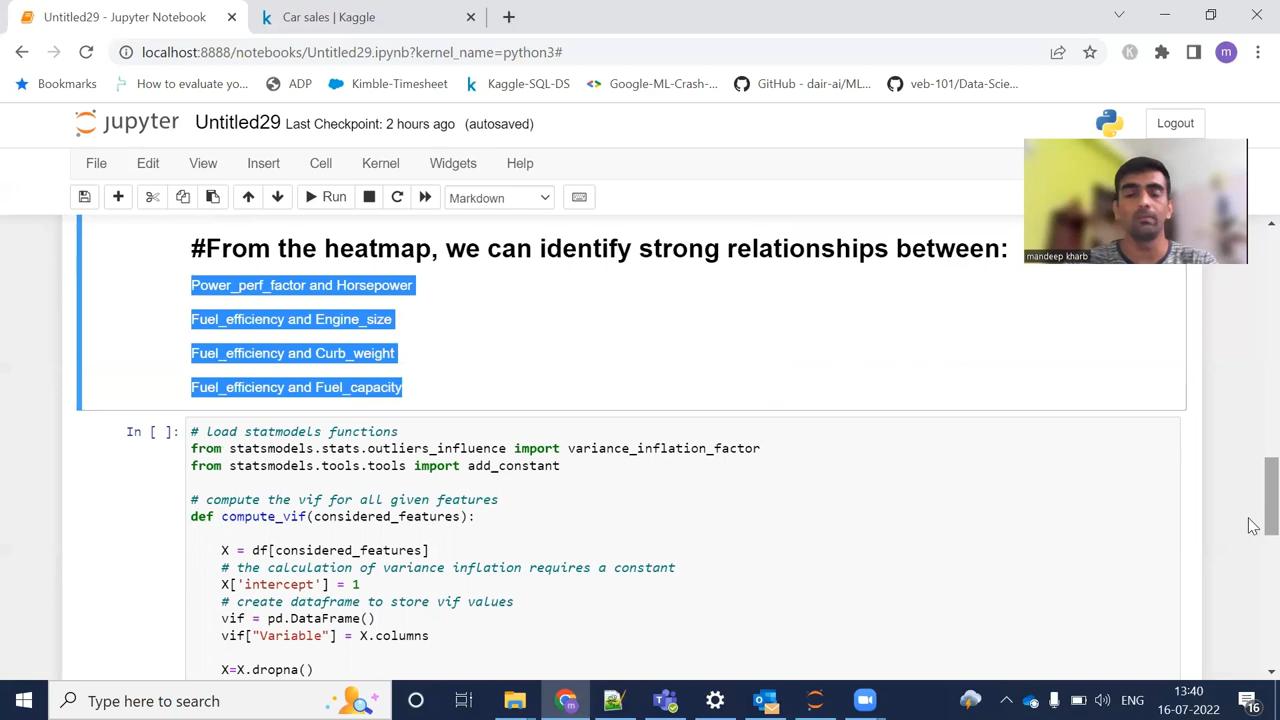 Untitled29 - Jupyter Notebook
Car sales | Kaggle
localhost:8888/notebooks/Untitled29.ipynb?kernel_name=python3#
m
Bookmarks
How to evaluate yo...
ADP
Kimble-Timesheet
Kaggle-SQL-DS
Google-ML-Crash-...
GitHub - dair-ai/ML...
veb-101/Data-Scie...
jupyter Untitled29 Last Checkpoint: 2 hours ago (autosaved)
Logout
File Edit View Insert Cell Kernel Widgets Help
Run
Markdown
mandeep kharb
#From the heatmap, we can identify strong relationships between:
Power_perf_factor and Horsepower
Fuel_efficiency and Engine_size
Fuel_efficiency and Curb_weight
Fuel_efficiency and Fuel_capacity
In [ ]:
# load statmodels functions
from statsmodels.stats.outliers_influence import variance_inflation_factor
from statsmodels.tools.tools import add_constant
# compute the vif for all given features
def compute_vif(considered_features):
X = df[considered_features]
# the calculation of variance inflation requires a constant
X['intercept'] = 1
# create dataframe to store vif values
vif = pd.DataFrame()
vif["Variable"] = X.columns
X=X.dropna()
Type here to search
ENG
13:40
16-07-2022
16